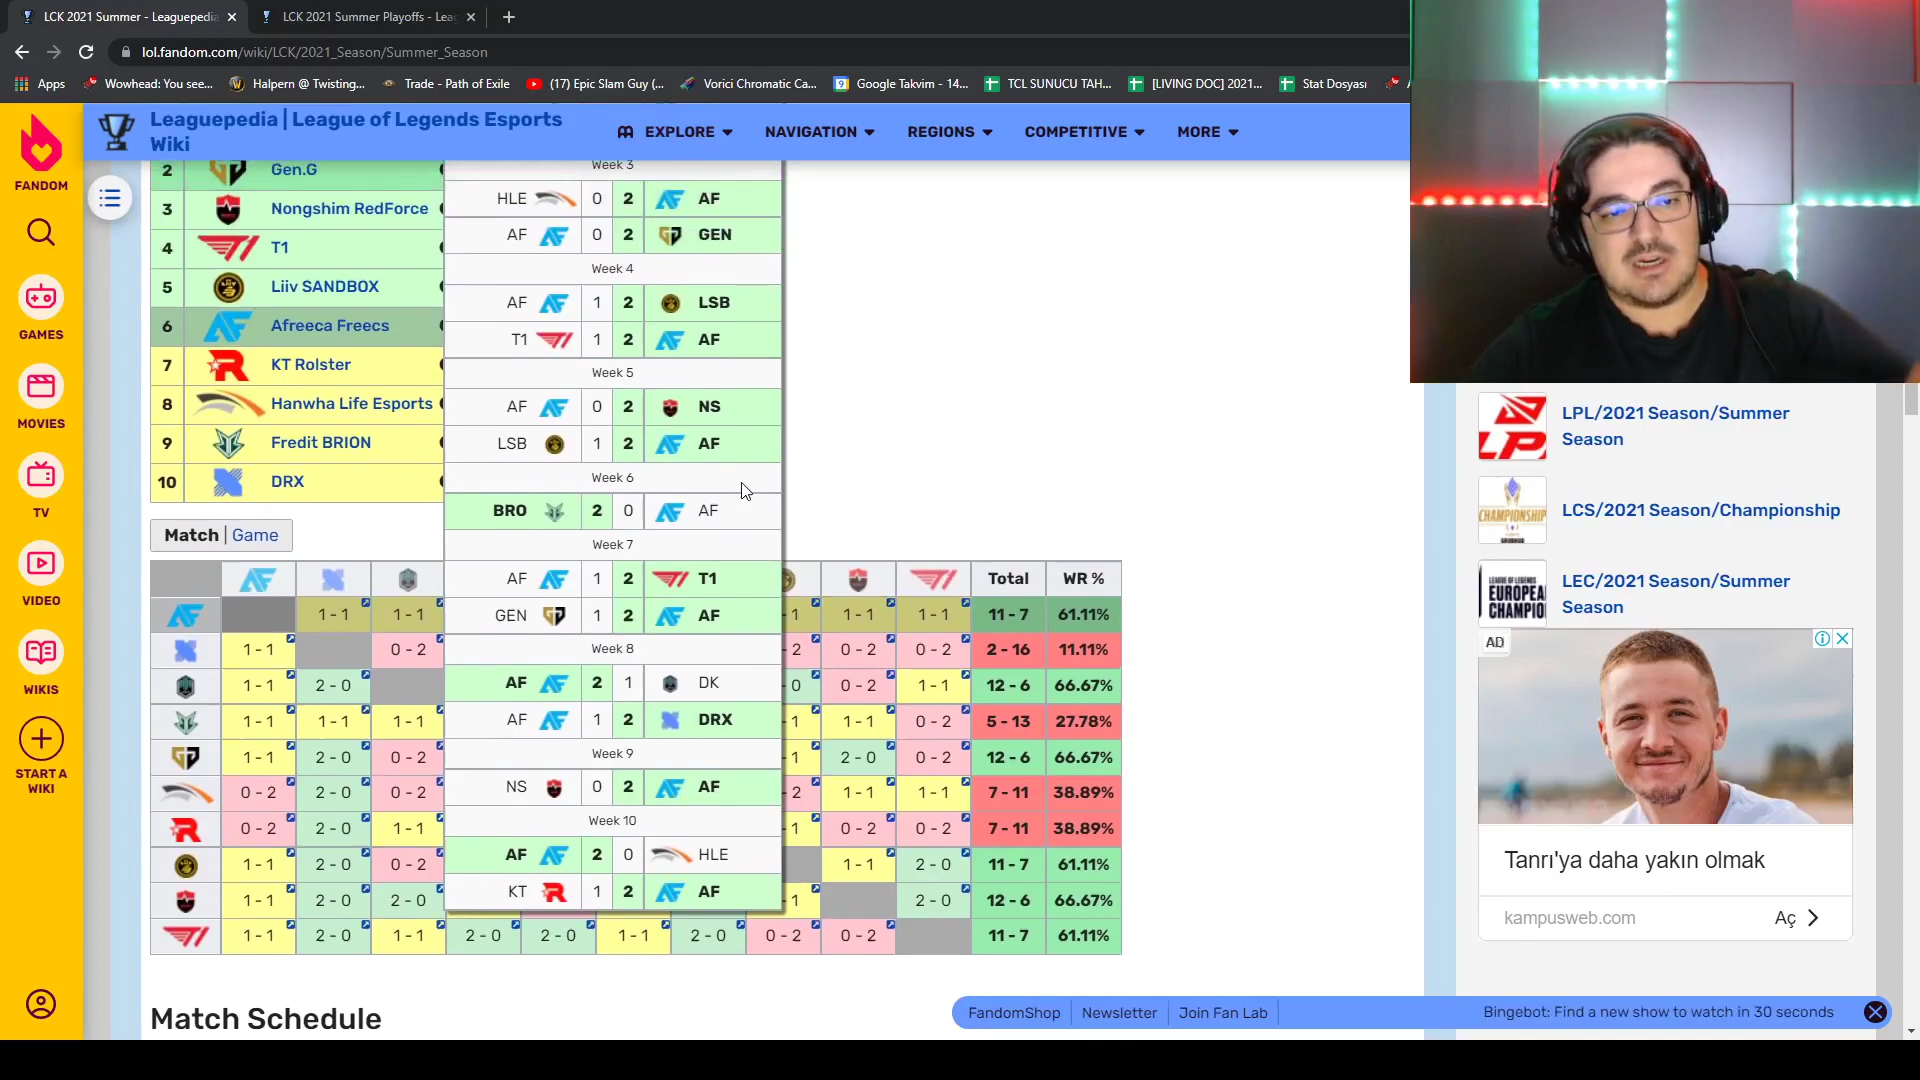 LCK 2021 Summer - Leaguepedia
LCK 2021 Summer Playoffs - Leag
lol.fandom.com/wiki/LCK/2021_Season/Summer_Season
Apps
Wowhead: You see...
Halpern @ Twisting...
Trade - Path of Exile
(17) Epic Slam Guy (...
Vorici Chromatic Ca...
Google Takvim - 14...
TCL SUNUCU TAH...
[LIVING DOC] 2021...
Stat Dosyası
Leaguepedia | League of Legends Esports
Wiki
EXPLORE
NAVIGATION
REGIONS
COMPETITIVE
MORE
FANDOM
GAMES
MOVIES
TV
VIDEO
WIKIS
START A
WIKI
2 Gen.G
3 Nongshim RedForce
4 T1
5 Liiv SANDBOX
6 Afreeca Freecs
7 KT Rolster
8 Hanwha Life Esports
9 Fredit BRION
10 DRX
Week 3
HLE 0 2 AF
AF 0 2 GEN
Week 4
AF 1 2 LSB
T1 1 2 AF
Week 5
AF 0 2 NS
LSB 1 2 AF
Week 6
BRO 2 0 AF
Week 7
AF 1 2 T1
GEN 1 2 AF
Week 8
AF 2 1 DK
AF 1 2 DRX
Week 9
NS 0 2 AF
Week 10
AF 2 0 HLE
KT 1 2 AF
Match | Game
Total WR %
1 - 1 1 - 1 - 1 1 - 1 1 - 1 11 - 7 61.11%
1 - 1 0 - 2 - 2 0 - 2 0 - 2 2 - 16 11.11%
1 - 1 2 - 0 - 0 0 - 2 1 - 1 12 - 6 66.67%
1 - 1 1 - 1 1 - 1 - 1 1 - 1 0 - 2 5 - 13 27.78%
1 - 1 2 - 0 0 - 2 - 1 2 - 0 0 - 2 12 - 6 66.67%
0 - 2 2 - 0 0 - 2 - 2 1 - 1 1 - 1 7 - 11 38.89%
0 - 2 2 - 0 1 - 1 - 1 0 - 2 0 - 2 7 - 11 38.89%
1 - 1 2 - 0 0 - 2 1 - 1 2 - 0 11 - 7 61.11%
1 - 1 2 - 0 2 - 0 - 1 2 - 0 12 - 6 66.67%
1 - 1 2 - 0 1 - 1 2 - 0 2 - 0 1 - 1 2 - 0 0 - 2 0 - 2 11 - 7 61.11%
Match Schedule
LPL/2021 Season/Summer
Season
LCS/2021 Season/Championship
LEC/2021 Season/Summer
Season
AD
Tanrı'ya daha yakın olmak
kampusweb.com
Aç
FandomShop
Newsletter
Join Fan Lab
Bingebot: Find a new show to watch in 30 seconds